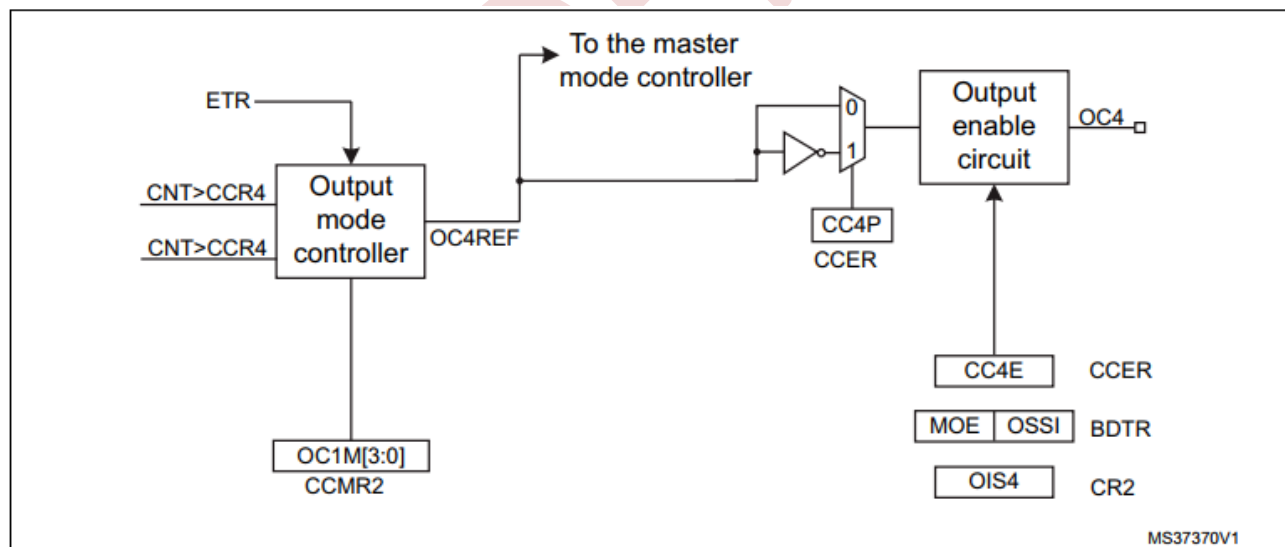 To the master
mode controller
ETR
0
1
Output
enable
circuit
OC4
CNT>CCR4
CNT>CCR4
Output
mode
controller
OC4REF
CC4P
CCER
CC4E
CCER
MOE
OSSI
BDTR
OC1M[3:0]
CCMR2
OIS4
CR2
MS37370V1